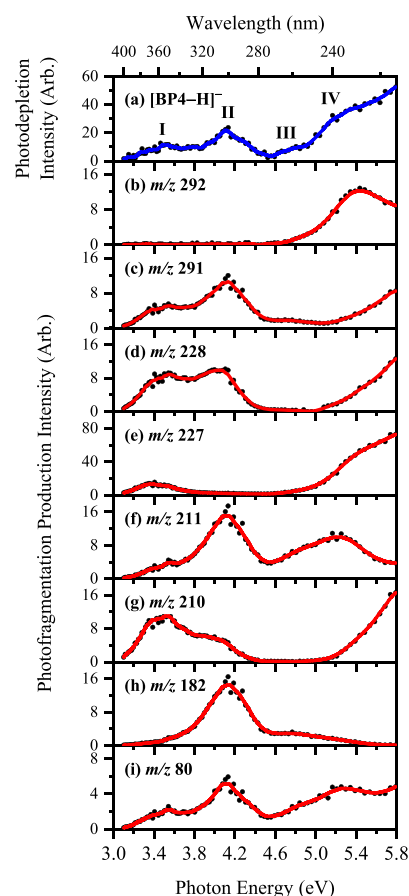 Wavelength (nm)
400 360 320 280 240
Photodepletion
Intensity (Arb.)
60
40
20
0
(a) [BP4−H]⁻
I
II
III
IV
16
8
0
(b) m/z 292
16
8
0
(c) m/z 291
16
8
0
(d) m/z 228
80
40
0
(e) m/z 227
16
8
0
(f) m/z 211
16
8
0
(g) m/z 210
16
8
0
(h) m/z 182
8
4
0
(i) m/z 80
Photofragmentation Production Intensity (Arb.)
3.0 3.4 3.8 4.2 4.6 5.0 5.4 5.8
Photon Energy (eV)